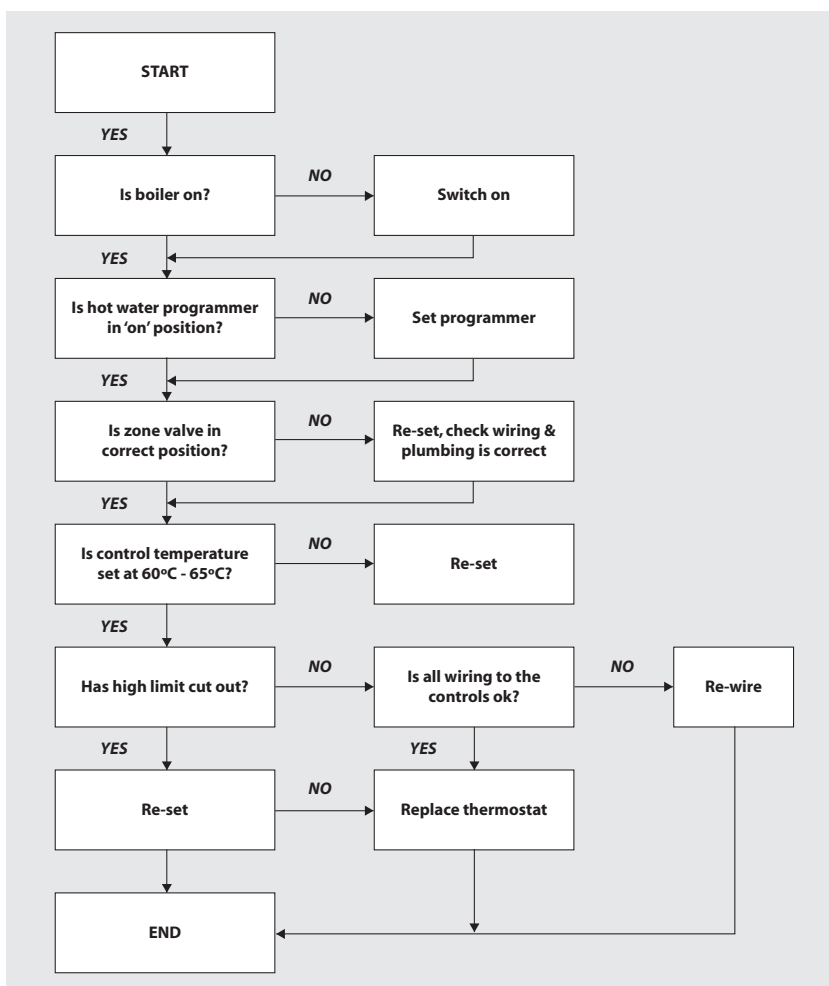 START
YES
Is boiler on?
NO
Switch on
YES
Is hot water programmer
in ‘on’ position?
NO
Set programmer
YES
Is zone valve in
correct position?
NO
Re-set, check wiring &
plumbing is correct
YES
Is control temperature
set at 60ºC - 65ºC?
NO
Re-set
YES
Has high limit cut out?
NO
Is all wiring to the
controls ok?
NO
Re-wire
YES
YES
Re-set
NO
Replace thermostat
END